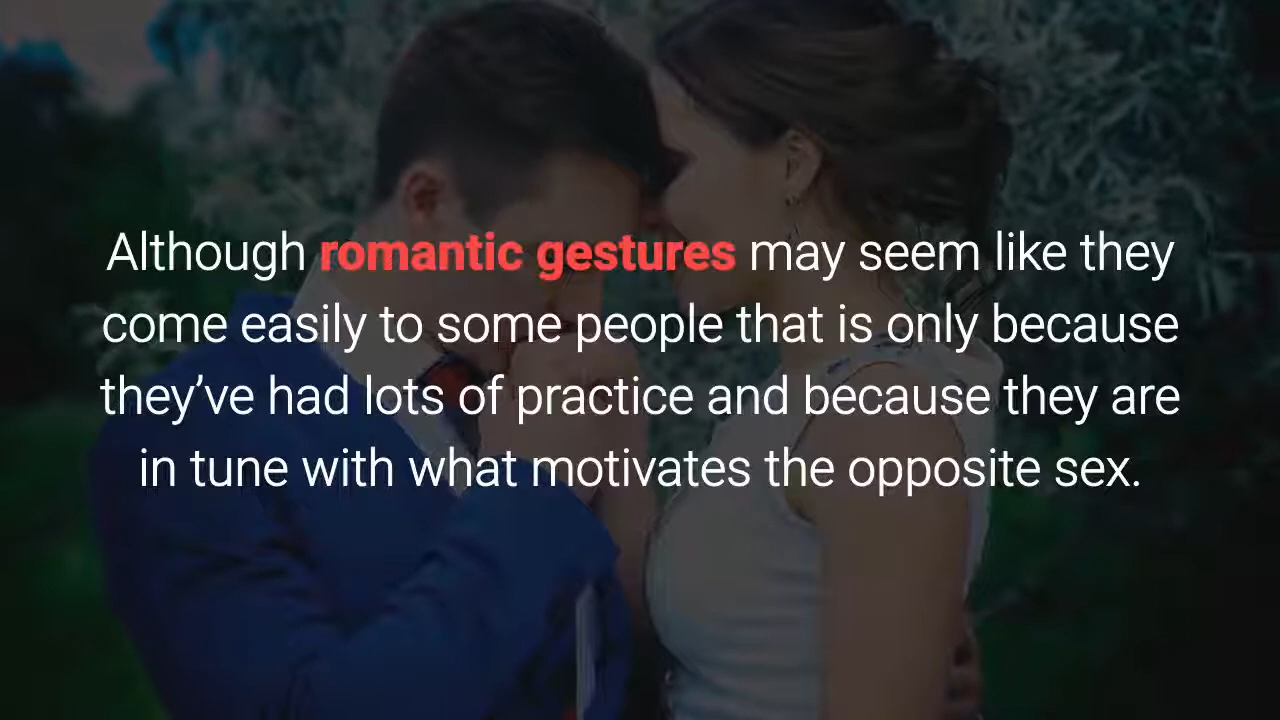 Although romantic gestures may seem like they
come easily to some people that is only because
they’ve had lots of practice and because they are
in tune with what motivates the opposite sex.